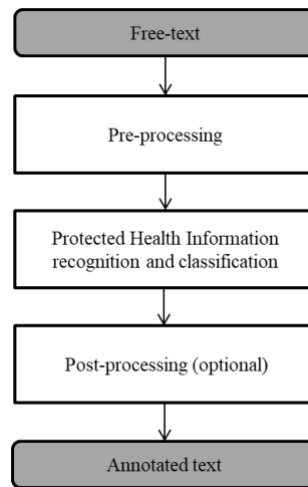 Free-text
Pre-processing
Protected Health Information
recognition and classification
Post-processing (optional)
Annotated text